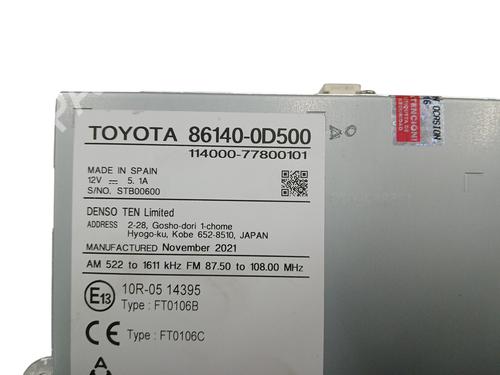 TOYOTA 86140-0D500
114000-77800101
MADE IN SPAIN
12V ⎓ 5. 1A
S/NO. STB00600
DENSO TEN Limited
ADDRESS 2-28, Gosho-dori 1-chome
Hyogo-ku, Kobe 652-8510, JAPAN
MANUFACTURED November 2021
AM 522 to 1611 kHz FM 87.50 to 108.00 MHz
E13 10R-05 14395
Type : FT0106B
CE Type : FT0106C
A
¡ATENCION!